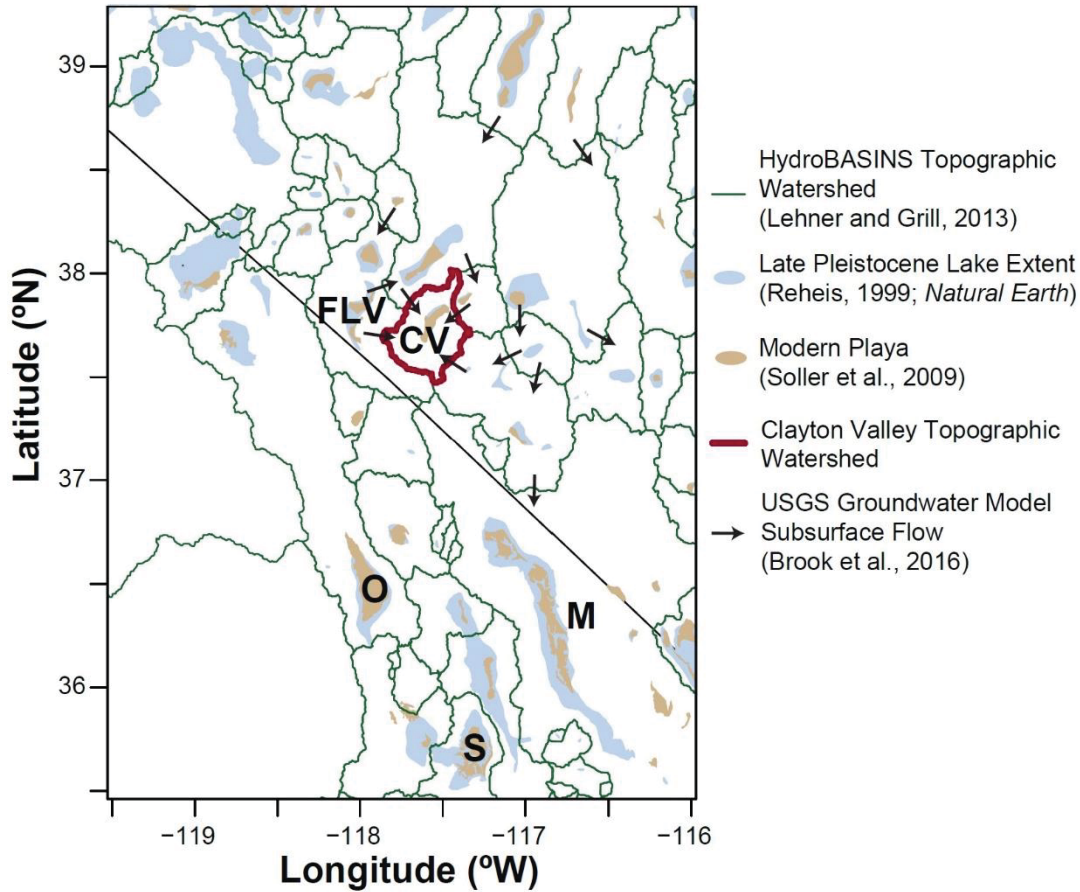 39
38
37
36
Latitude (ºN)
−119
−118
−117
−116
Longitude (ºW)
FLV
CV
O
M
S
HydroBASINS Topographic
Watershed
(Lehner and Grill, 2013)
Late Pleistocene Lake Extent
(Reheis, 1999; Natural Earth)
Modern Playa
(Soller et al., 2009)
Clayton Valley Topographic
Watershed
USGS Groundwater Model
Subsurface Flow
(Brook et al., 2016)